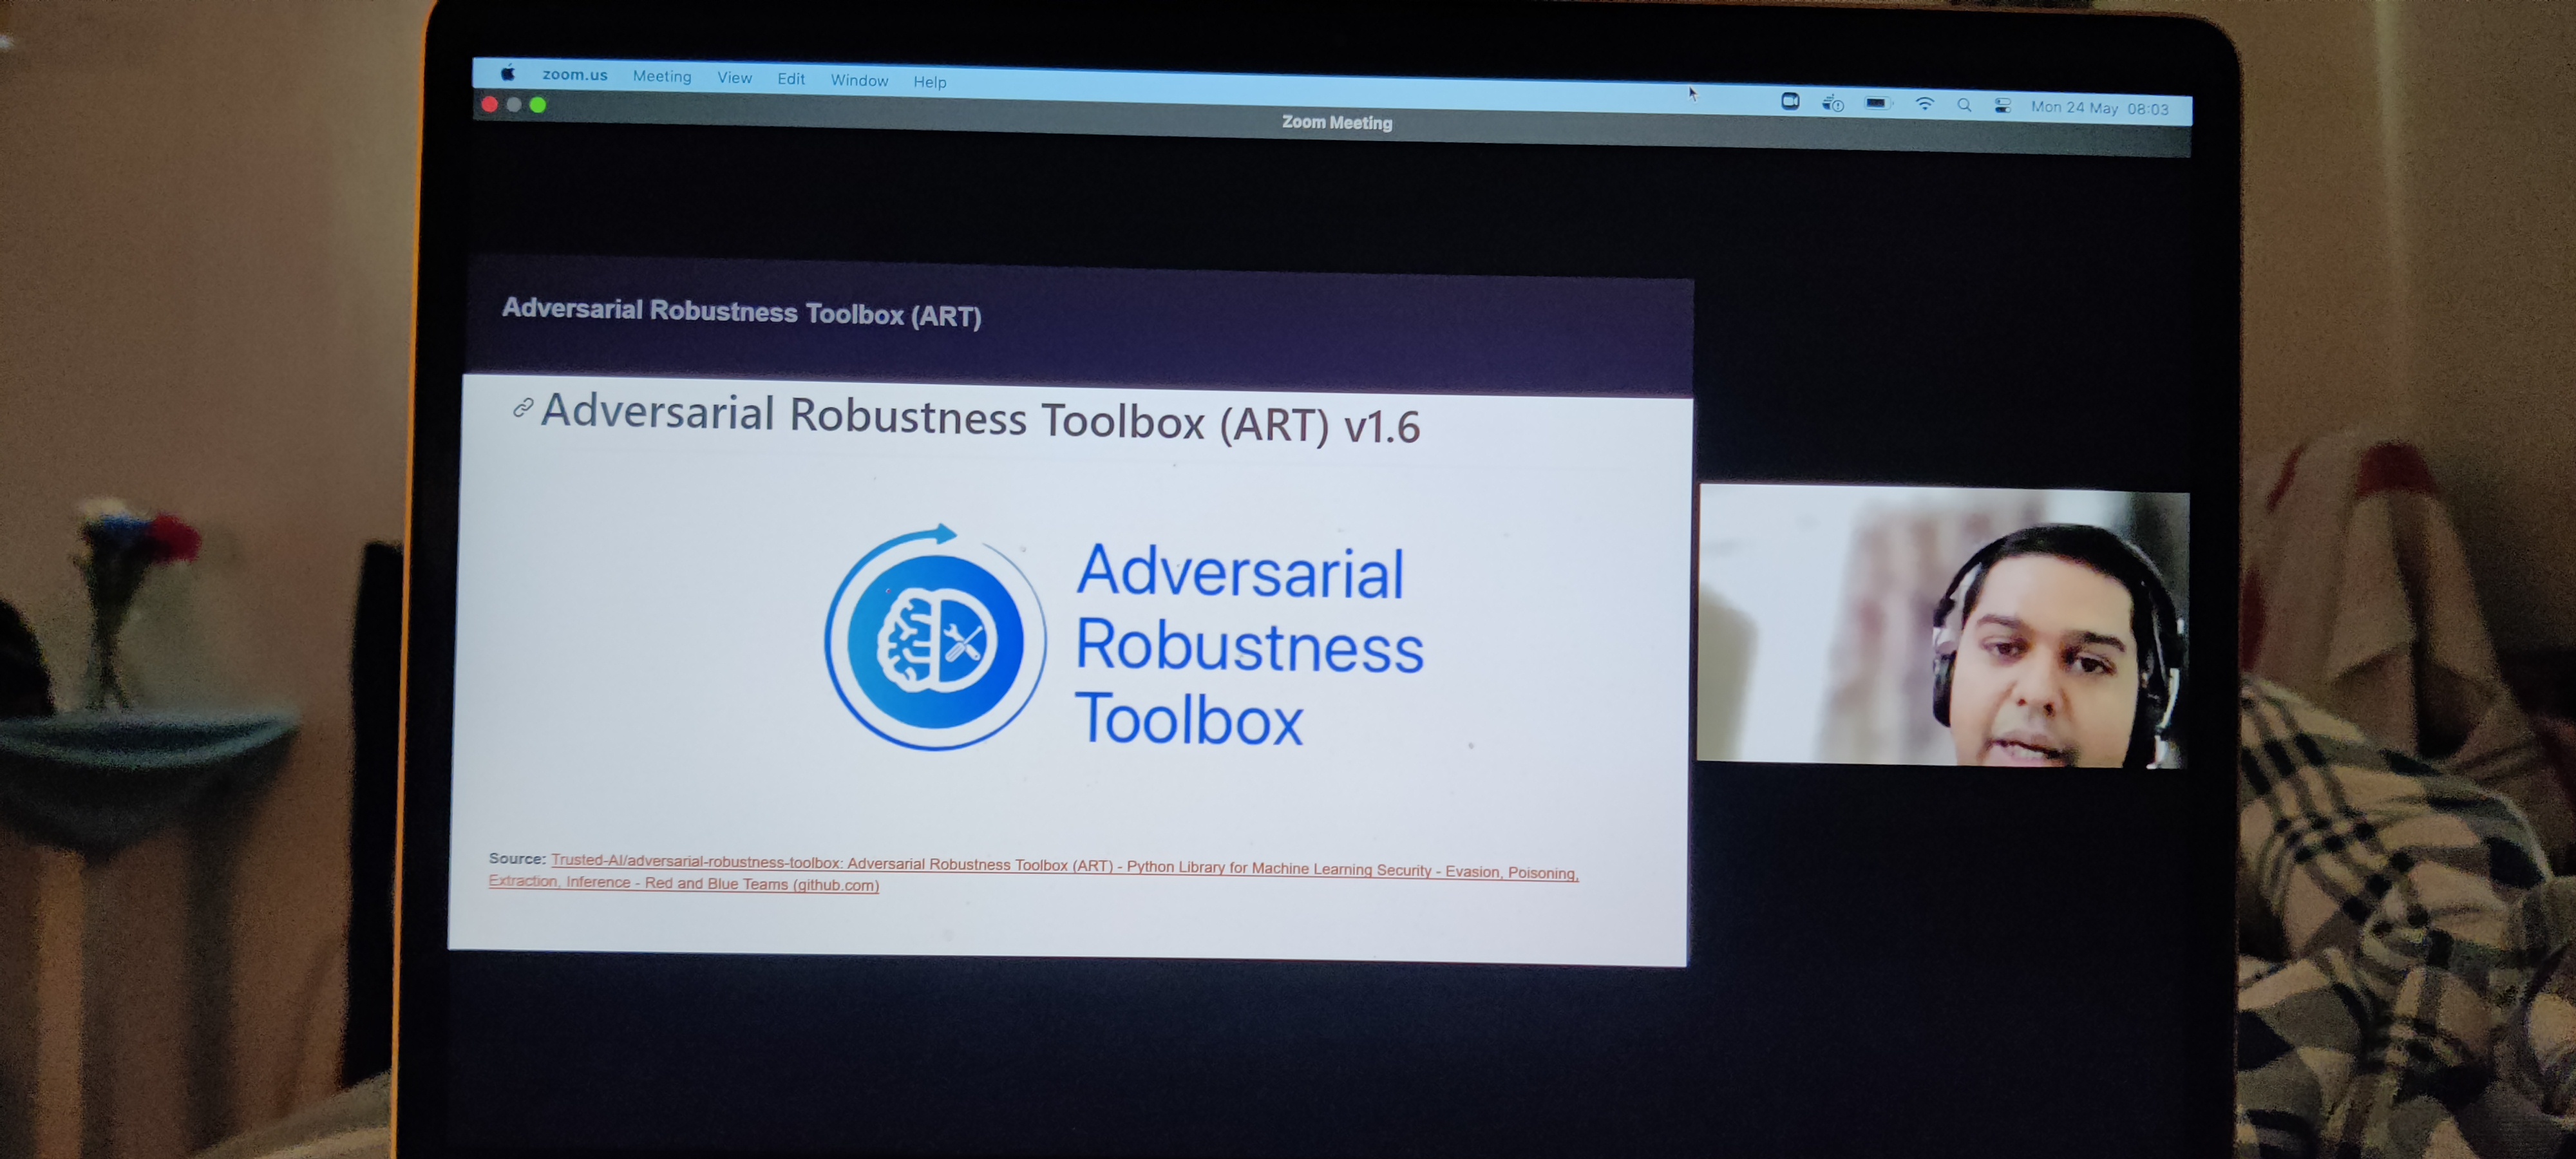 zoom.us Meeting View Edit Window Help
Mon 24 May 08:03
Zoom Meeting
Adversarial Robustness Toolbox (ART)
Adversarial Robustness Toolbox (ART) v1.6
Adversarial
Robustness
Toolbox
Source: Trusted-AI/adversarial-robustness-toolbox: Adversarial Robustness Toolbox (ART) - Python Library for Machine Learning Security - Evasion, Poisoning,
Extraction, Inference - Red and Blue Teams (github.com)